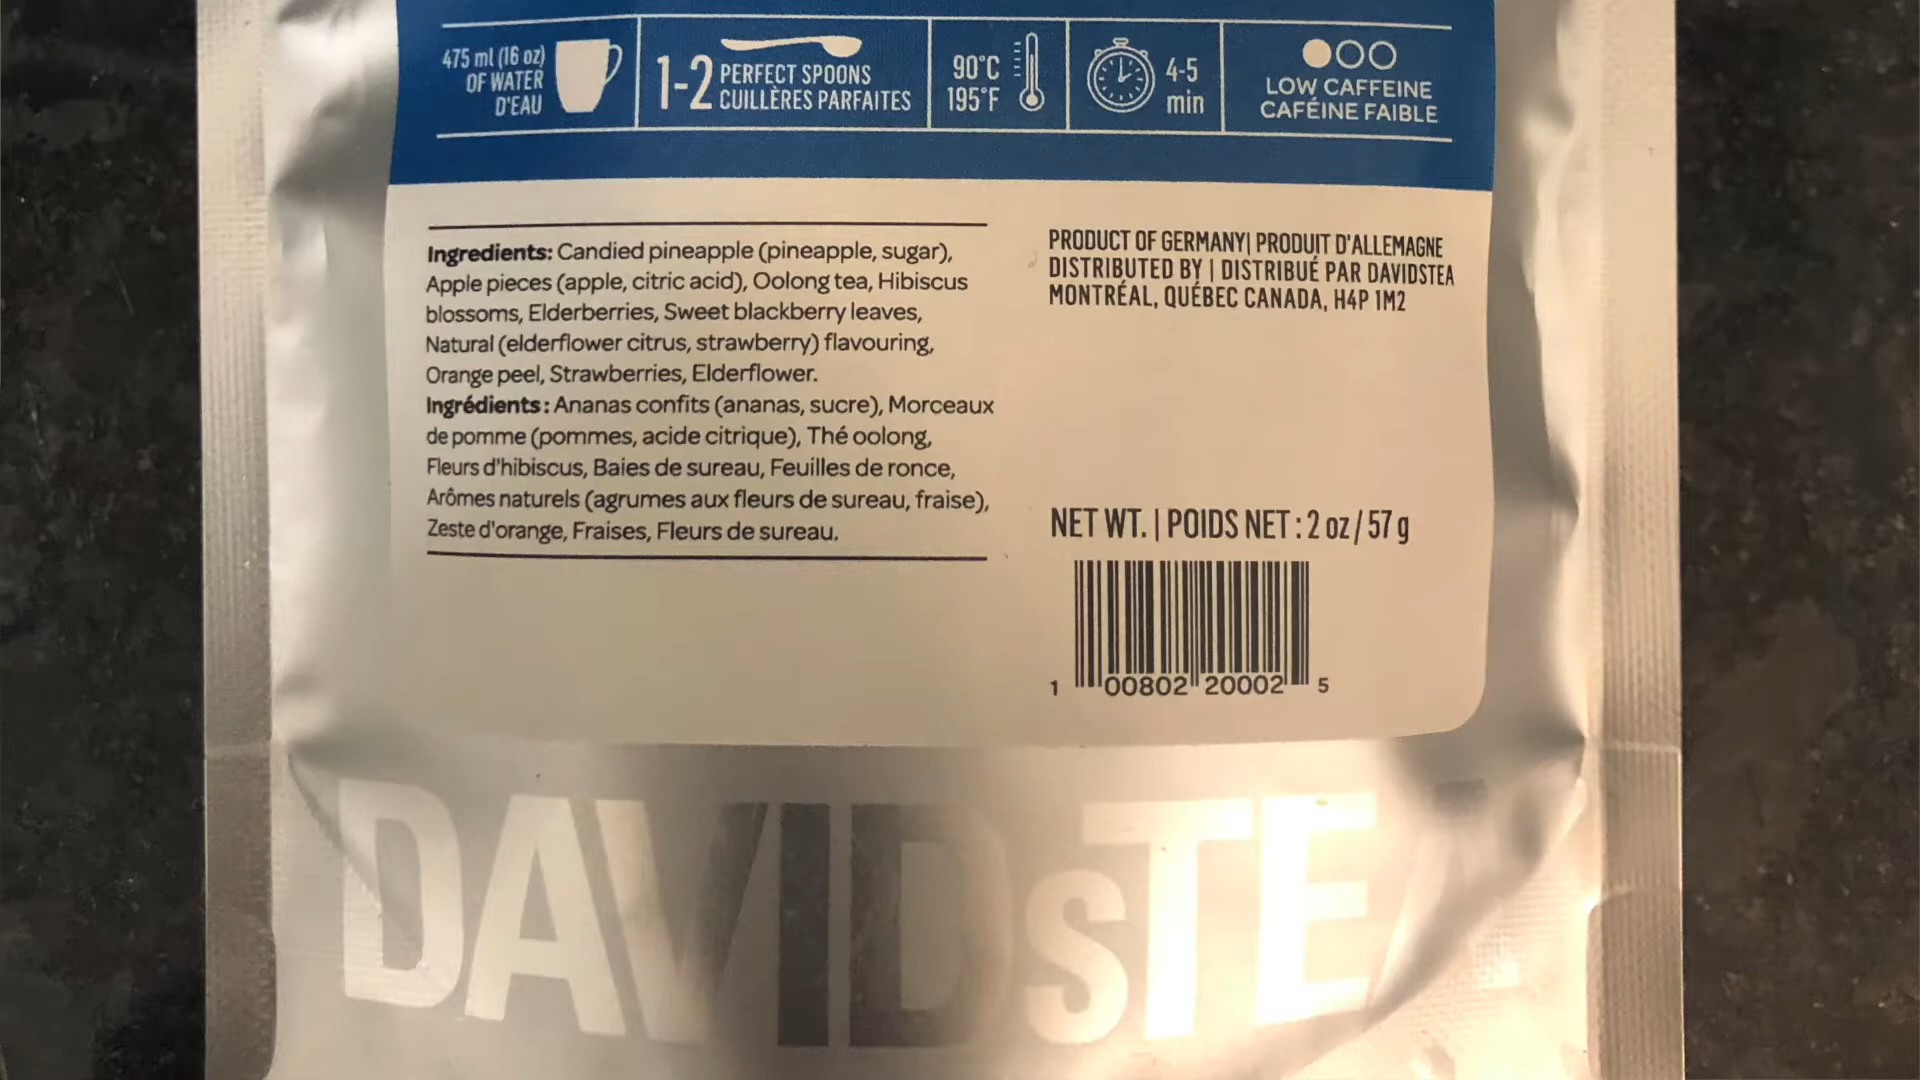 475 ml (16 oz)
OF WATER
D'EAU
1-2 PERFECT SPOONS
CUILLÈRES PARFAITES
90°C
195°F
4-5
min
LOW CAFFEINE
CAFÉINE FAIBLE
Ingredients: Candied pineapple (pineapple, sugar),
Apple pieces (apple, citric acid), Oolong tea, Hibiscus
blossoms, Elderberries, Sweet blackberry leaves,
Natural (elderflower citrus, strawberry) flavouring,
Orange peel, Strawberries, Elderflower.
Ingrédients: Ananas confits (ananas, sucre), Morceaux
de pomme (pommes, acide citrique), Thé oolong,
Fleurs d'hibiscus, Baies de sureau, Feuilles de ronce,
Arômes naturels (agrumes aux fleurs de sureau, fraise),
Zeste d'orange, Fraises, Fleurs de sureau.
PRODUCT OF GERMANY| PRODUIT D'ALLEMAGNE
DISTRIBUTED BY | DISTRIBUÉ PAR DAVIDSTEA
MONTRÉAL, QUÉBEC CANADA, H4P 1M2
NET WT. | POIDS NET : 2 oz / 57 g
1 00802 20002 5
DAVIDsTEA